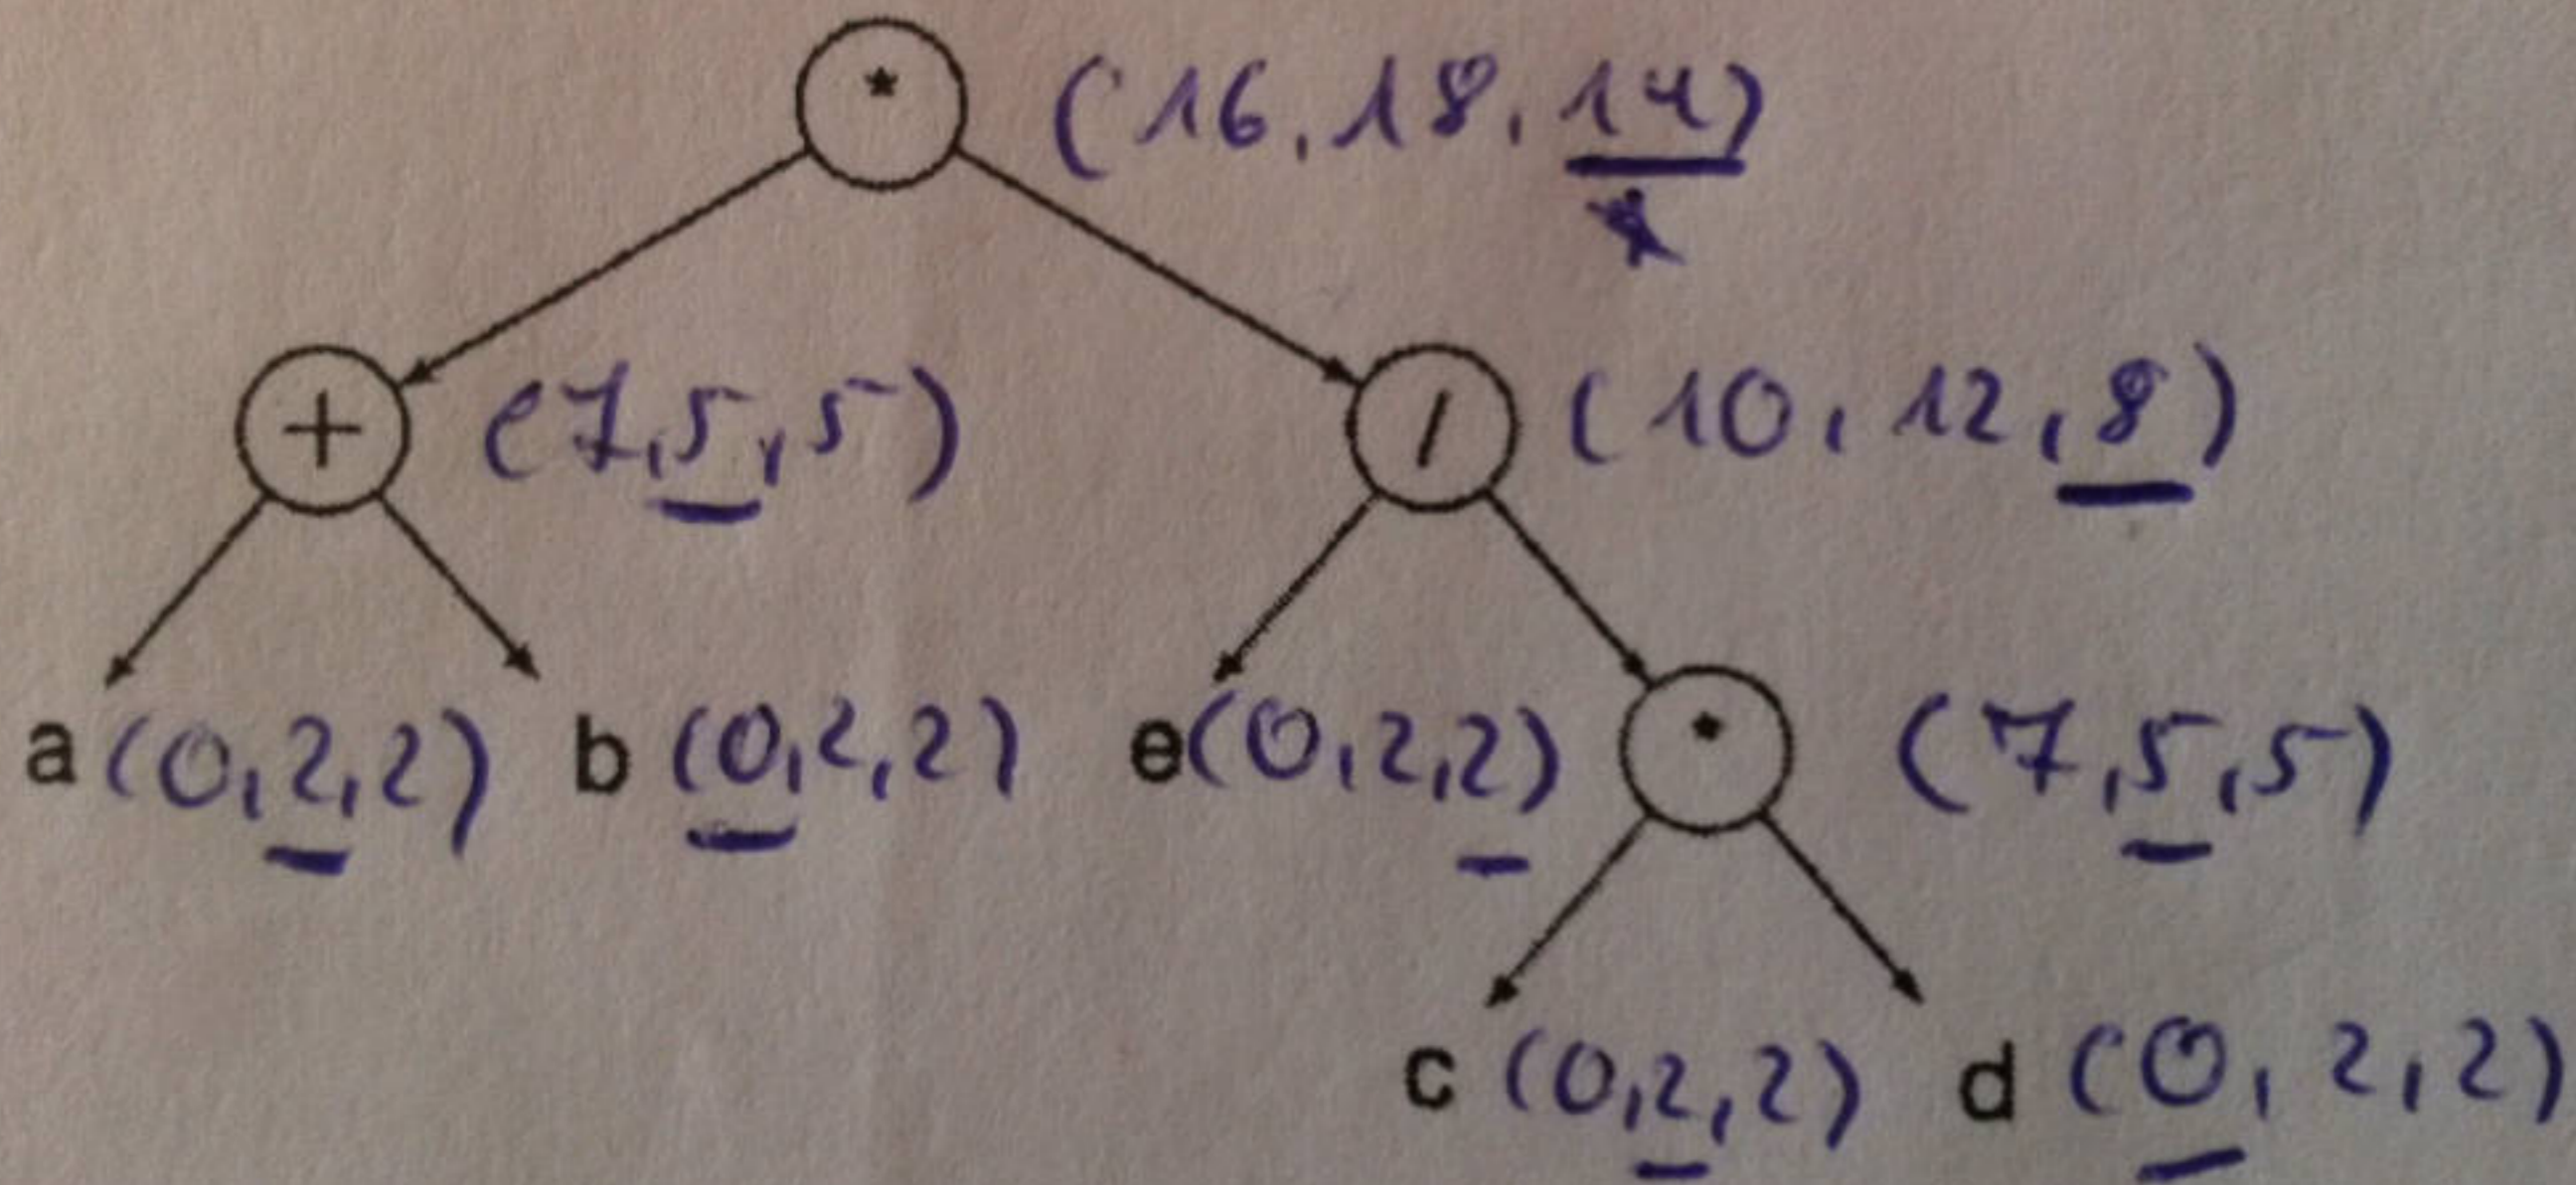 * (16,18,14)
+ (7,5,5) / (10,12,8)
a (0,2,2) b (0,2,2) e (0,2,2) * (7,5,5)
c (0,2,2) d (0,2,2)